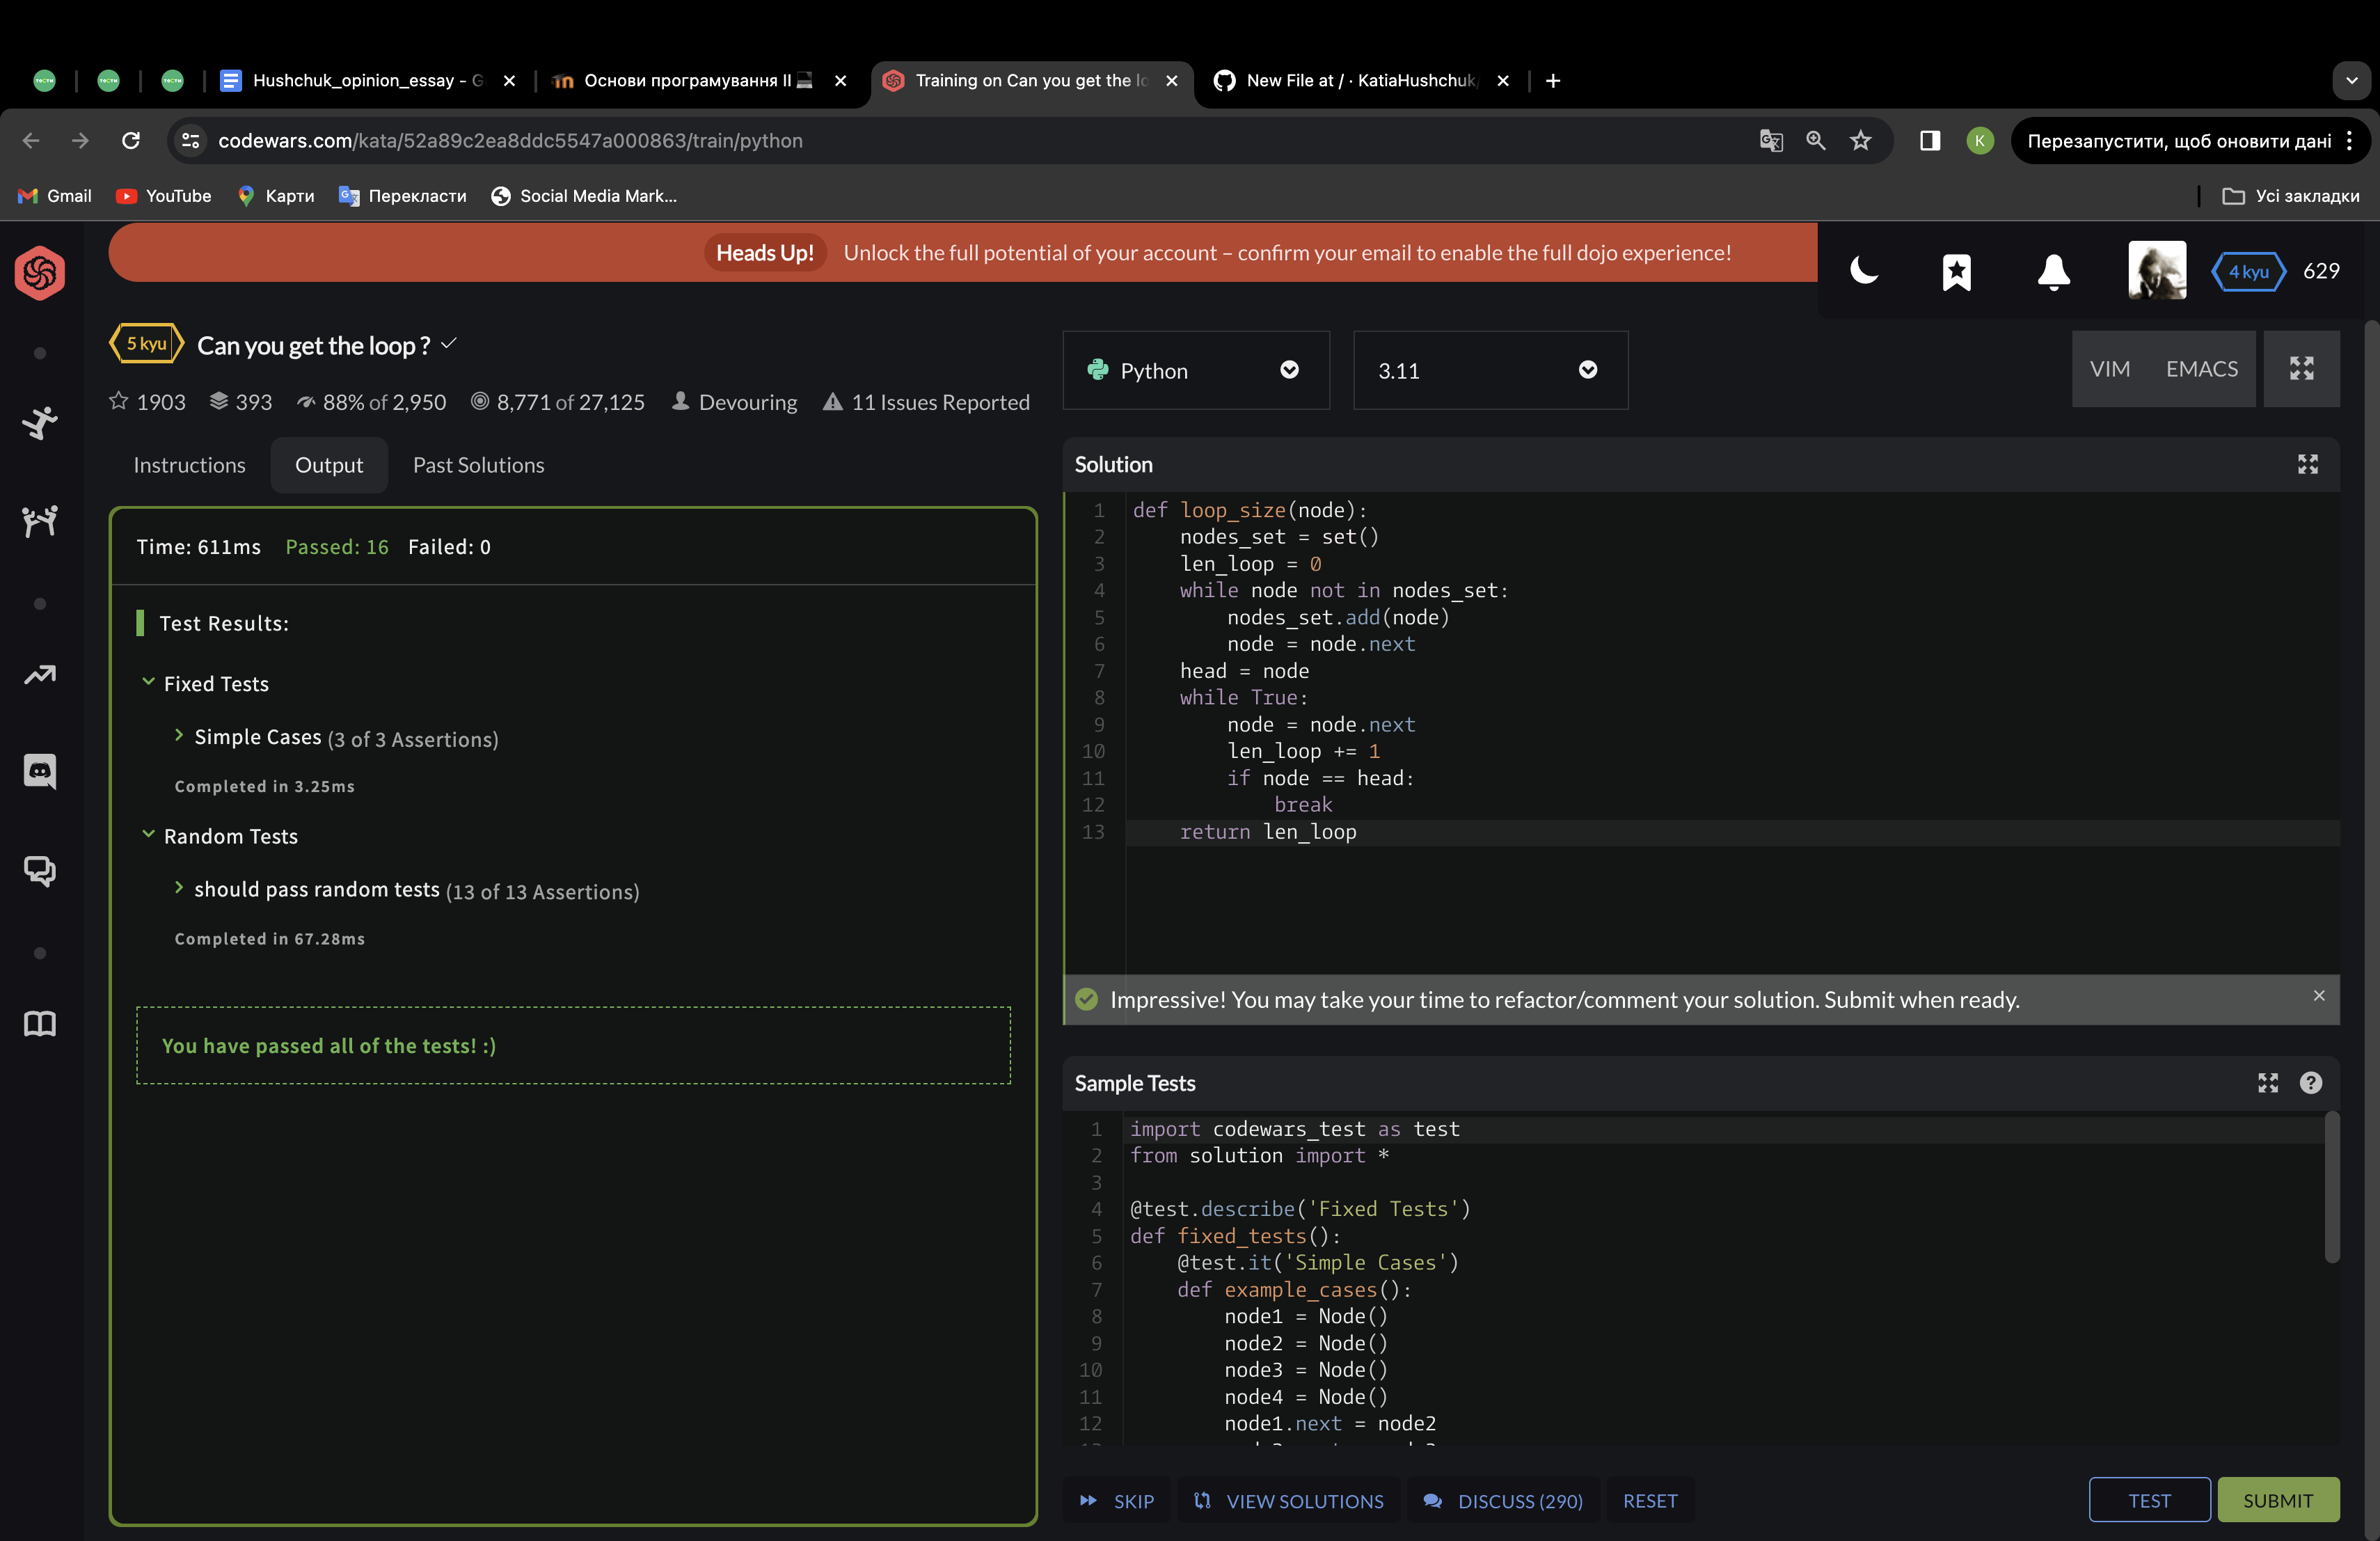 тести
тести
тести
Hushchuk_opinion_essay - G
Основи програмування II
Training on Can you get the lo
New File at / · KatiaHushchuk
codewars.com/kata/52a89c2ea8ddc5547a000863/train/python
K
Перезапустити, щоб оновити дані
Gmail
YouTube
Карти
Перекласти
Social Media Mark...
Усі закладки
Heads Up!
Unlock the full potential of your account – confirm your email to enable the full dojo experience!
4 kyu
629
5 kyu
Can you get the loop ?
1903
393
88% of 2,950
8,771 of 27,125
Devouring
11 Issues Reported
Python
3.11
VIM
EMACS
Instructions
Output
Past Solutions
Time: 611ms Passed: 16 Failed: 0
Test Results:
Fixed Tests
Simple Cases (3 of 3 Assertions)
Completed in 3.25ms
Random Tests
should pass random tests (13 of 13 Assertions)
Completed in 67.28ms
You have passed all of the tests! :)
Solution
1 def loop_size(node):
2     nodes_set = set()
3     len_loop = 0
4     while node not in nodes_set:
5         nodes_set.add(node)
6         node = node.next
7     head = node
8     while True:
9         node = node.next
10         len_loop += 1
11         if node == head:
12             break
13     return len_loop
Impressive! You may take your time to refactor/comment your solution. Submit when ready.
Sample Tests
1 import codewars_test as test
2 from solution import *
3
4 @test.describe('Fixed Tests')
5 def fixed_tests():
6     @test.it('Simple Cases')
7     def example_cases():
8         node1 = Node()
9         node2 = Node()
10         node3 = Node()
11         node4 = Node()
12         node1.next = node2
SKIP
VIEW SOLUTIONS
DISCUSS (290)
RESET
TEST
SUBMIT